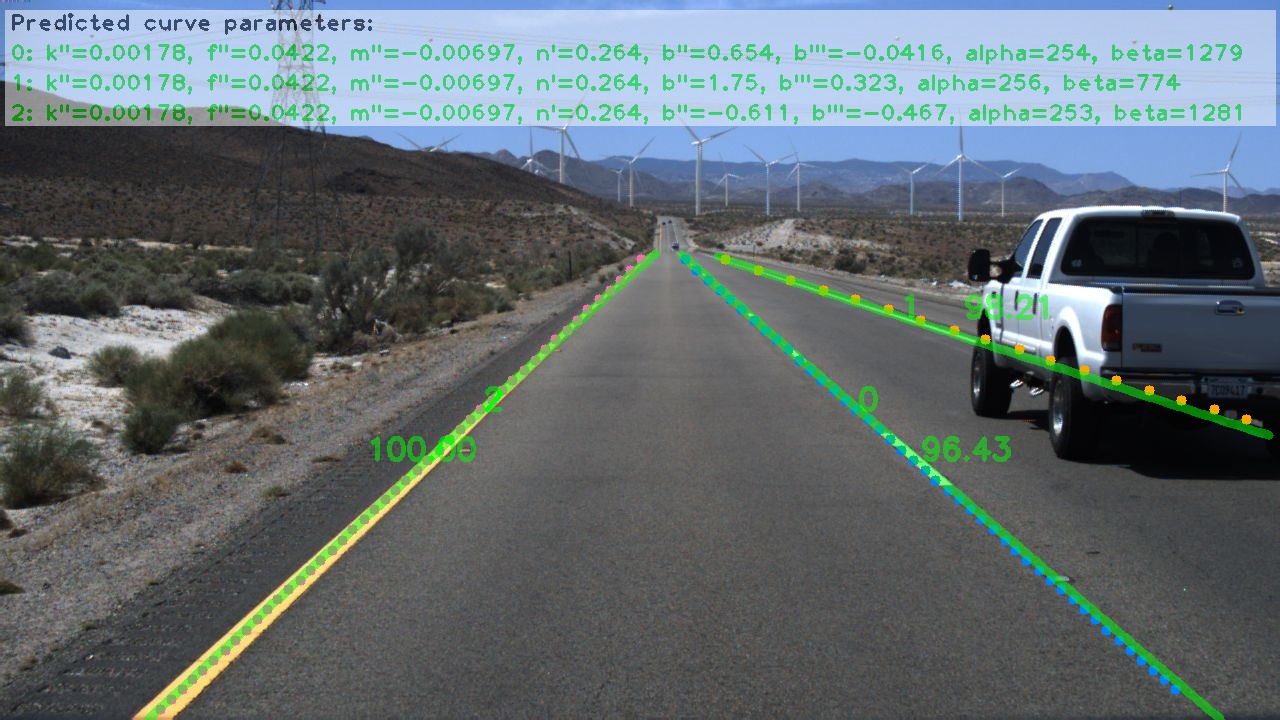 Predicted curve parameters:
0: k''=0.00178, f''=0.0422, m''=-0.00697, n'=0.264, b''=0.654, b'''=-0.0416, alpha=254, beta=1279
1: k''=0.00178, f''=0.0422, m''=-0.00697, n'=0.264, b''=1.75, b'''=0.323, alpha=256, beta=774
2: k''=0.00178, f''=0.0422, m''=-0.00697, n'=0.264, b''=-0.611, b'''=-0.467, alpha=253, beta=1281
1 98.21
2 0
100.00 96.43